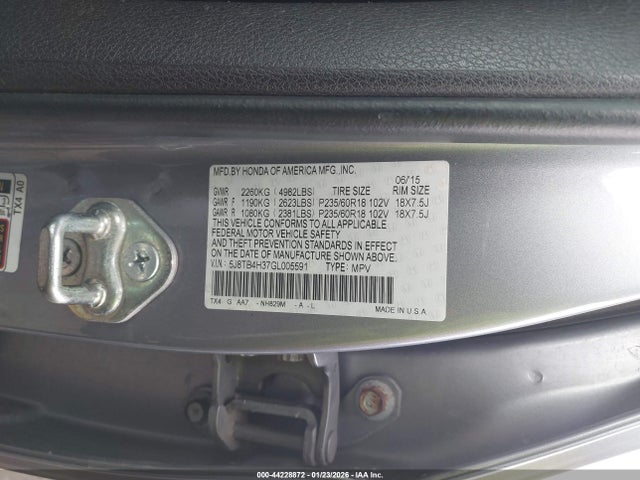 MFD.BY HONDA OF AMERICA MFG.,INC.
06/15
GVWR 2260KG (4982LBS) TIRE SIZE RIM SIZE
GAWR F 1190KG (2623LBS) P235/60R18 102V 18X7.5J
GAWR R 1080KG (2381LBS) P235/60R18 102V 18X7.5J
THIS VEHICLE CONFORMS TO ALL APPLICABLE
FEDERAL MOTOR VEHICLE SAFETY
AND THEFT PREVENTION STANDARDS IN EFFECT
ON THE DATE OF MANUFACTURE SHOWN ABOVE.
V.I.N.: 5J8TB4H37GL005591 TYPE: MPV
TX4 G AA7 -NH829M -A -L MADE IN U.S.A
TX4 A0
000-44228872 - 01/23/2026 - IAA Inc.